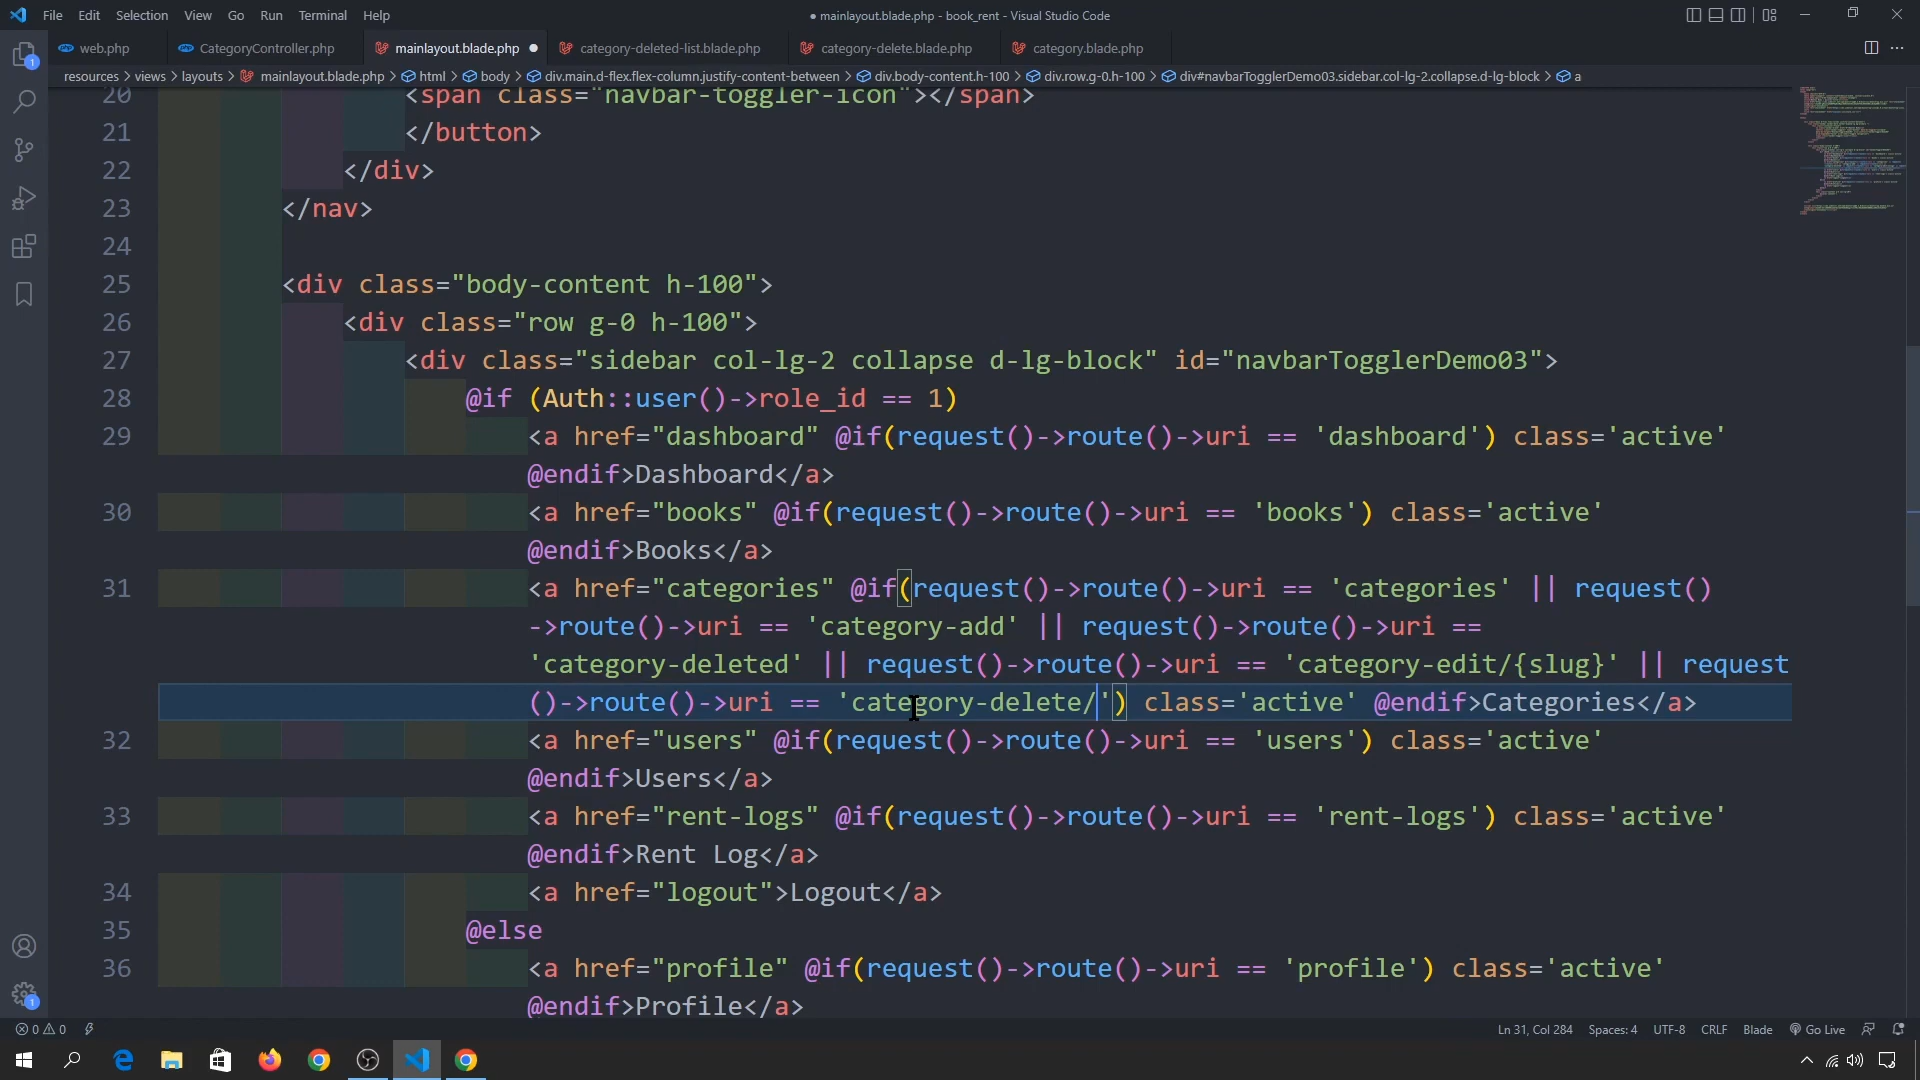 File Edit Selection View Go Run Terminal Help
● mainlayout.blade.php - book_rent - Visual Studio Code
web.php CategoryController.php mainlayout.blade.php ● category-deleted-list.blade.php category-delete.blade.php category.blade.php
resources > views > layouts > mainlayout.blade.php > html > body > div.main.d-flex.flex-column.justify-content-between > div.body-content.h-100 > div.row.g-0.h-100 > div#navbarTogglerDemo03.sidebar.col-lg-2.collapse.d-lg-block > a
20 <span class="navbar-toggler-icon"></span>
21 </button>
22 </div>
23 </nav>
24
25 <div class="body-content h-100">
26 <div class="row g-0 h-100">
27 <div class="sidebar col-lg-2 collapse d-lg-block" id="navbarTogglerDemo03">
28 @if (Auth::user()->role_id == 1)
29 <a href="dashboard" @if(request()->route()->uri == 'dashboard') class='active'
@endif>Dashboard</a>
30 <a href="books" @if(request()->route()->uri == 'books') class='active'
@endif>Books</a>
31 <a href="categories" @if(request()->route()->uri == 'categories' || request()
->route()->uri == 'category-add' || request()->route()->uri ==
'category-deleted' || request()->route()->uri == 'category-edit/{slug}' || request
()->route()->uri == 'category-delete/') class='active' @endif>Categories</a>
32 <a href="users" @if(request()->route()->uri == 'users') class='active'
@endif>Users</a>
33 <a href="rent-logs" @if(request()->route()->uri == 'rent-logs') class='active'
@endif>Rent Log</a>
34 <a href="logout">Logout</a>
35 @else
36 <a href="profile" @if(request()->route()->uri == 'profile') class='active'
@endif>Profile</a>
0 0 Ln 31, Col 284 Spaces: 4 UTF-8 CRLF Blade Go Live